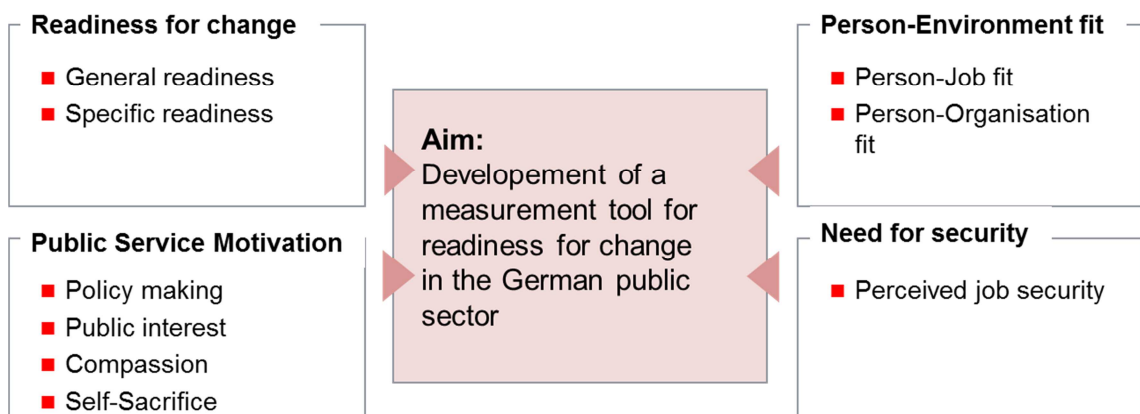 Readiness for change
General readiness
Specific readiness
Public Service Motivation
Policy making
Public interest
Compassion
Self-Sacrifice
Aim:
Developement of a
measurement tool for
readiness for change
in the German public
sector
Person-Environment fit
Person-Job fit
Person-Organisation
fit
Need for security
Perceived job security